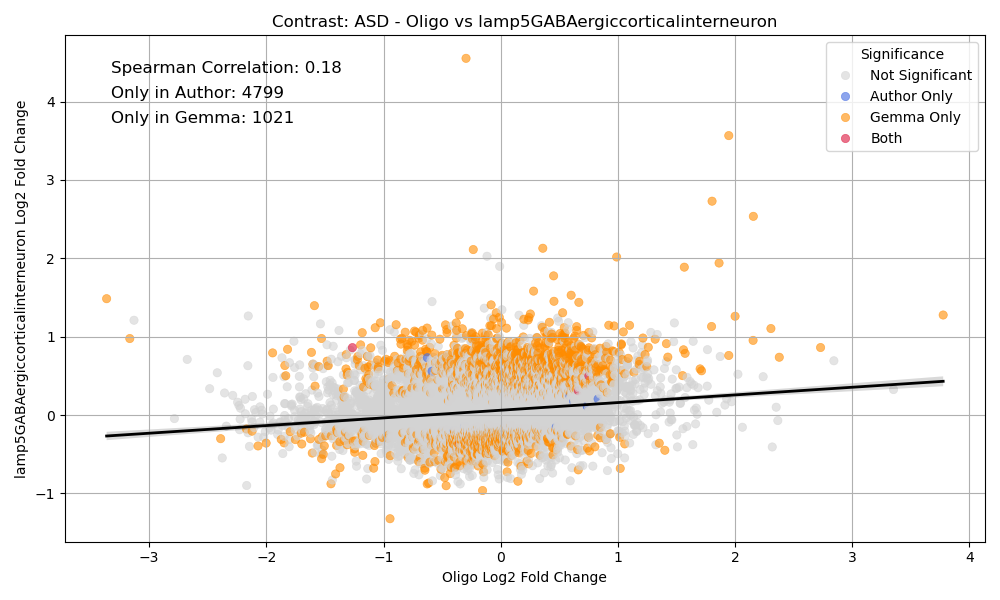 Contrast: ASD - Oligo vs lamp5GABAergiccorticalinterneuron
Spearman Correlation: 0.18
Only in Author: 4799
Only in Gemma: 1021
Significance
Not Significant
Author Only
Gemma Only
Both
lamp5GABAergiccorticalinterneuron Log2 Fold Change
4
3
2
1
0
−1
−3
−2
−1
0
1
2
3
4
Oligo Log2 Fold Change